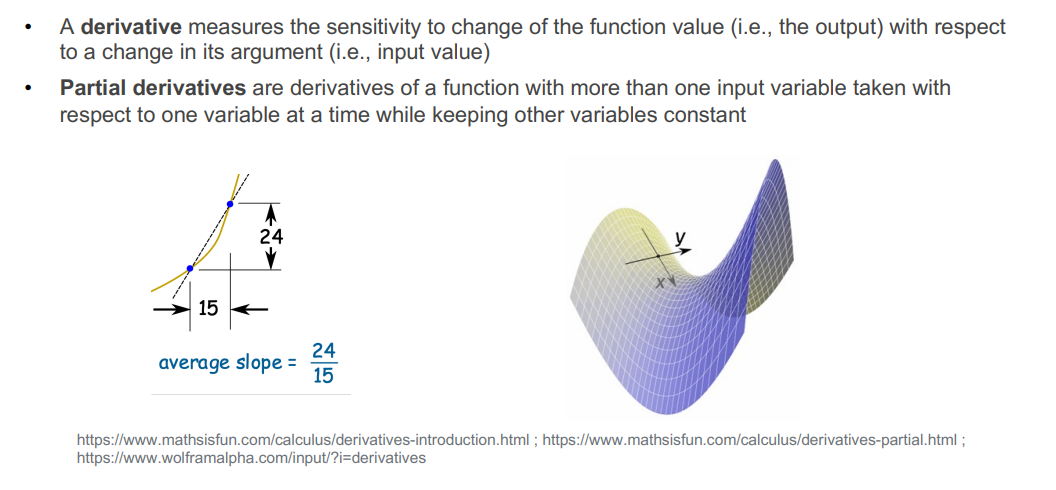 • A derivative measures the sensitivity to change of the function value (i.e., the output) with respect
to a change in its argument (i.e., input value)
• Partial derivatives are derivatives of a function with more than one input variable taken with
respect to one variable at a time while keeping other variables constant
24
15
average slope = 24
15
y
x
https://www.mathsisfun.com/calculus/derivatives-introduction.html ; https://www.mathsisfun.com/calculus/derivatives-partial.html ;
https://www.wolframalpha.com/input/?i=derivatives